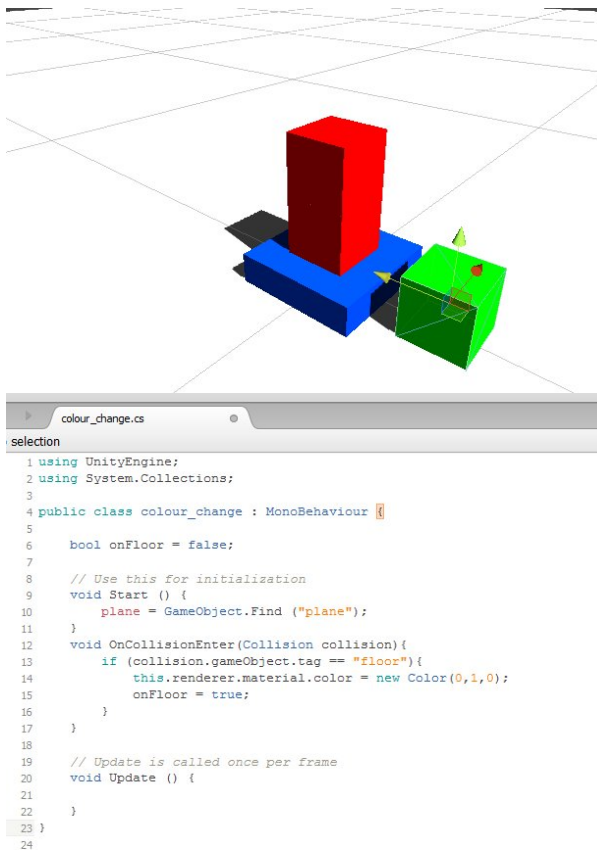 colour_change.cs
selection
1 using UnityEngine;
2 using System.Collections;
3
4 public class colour_change : MonoBehaviour {
5
6 bool onFloor = false;
7
8 // Use this for initialization
9 void Start () {
10 plane = GameObject.Find ("plane");
11 }
12 void OnCollisionEnter(Collision collision){
13 if (collision.gameObject.tag == "floor"){
14 this.renderer.material.color = new Color(0,1,0);
15 onFloor = true;
16 }
17 }
18
19 // Update is called once per frame
20 void Update () {
21
22 }
23 }
24